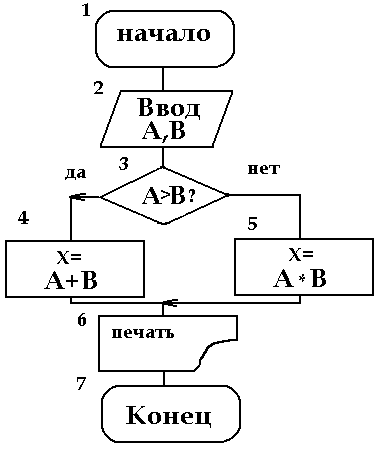 1
начало
2
Ввод
А,В
3
да
А>В?
нет
4
X=
А+В
5
X=
А * В
6
печать
7
Конец